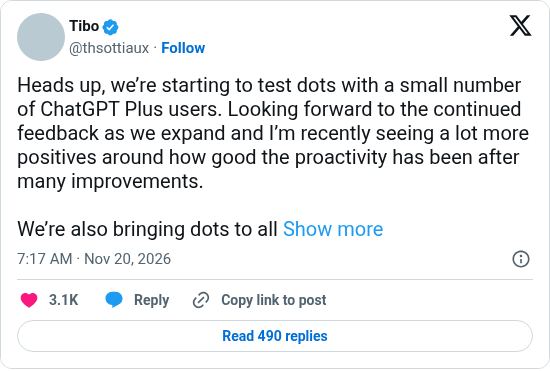 Tibo
@thsottiaux · Follow
Heads up, we’re starting to test dots with a small number
of ChatGPT Plus users. Looking forward to the continued
feedback as we expand and I’m recently seeing a lot more
positives around how good the proactivity has been after
many improvements.
We’re also bringing dots to all Show more
7:17 AM · Nov 20, 2026
3.1K Reply Copy link to post
Read 490 replies